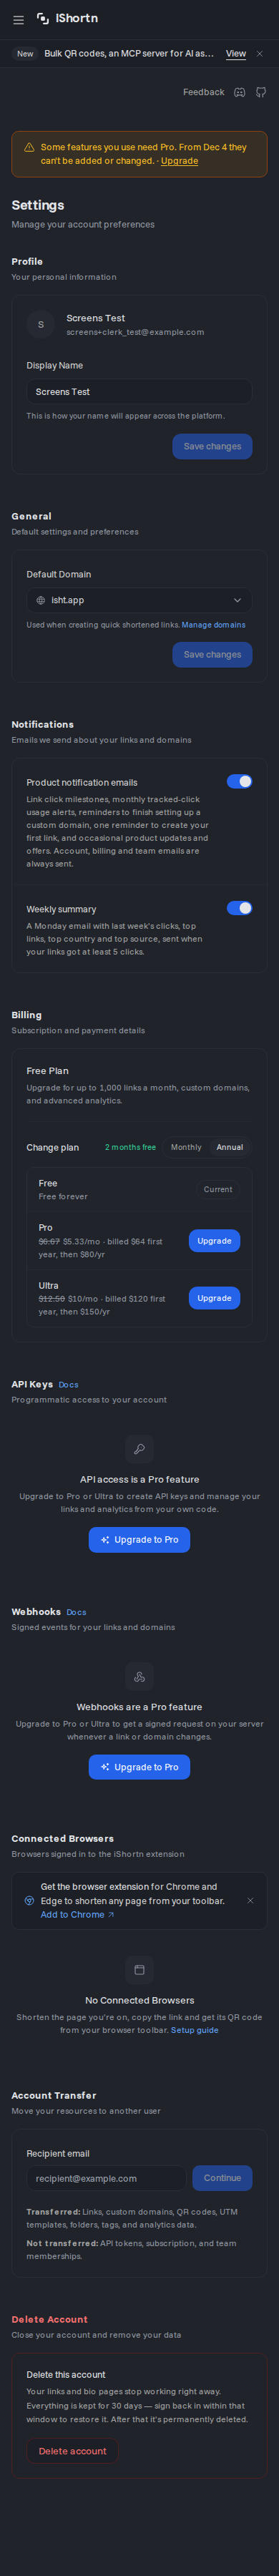 IShortn
New Bulk QR codes, an MCP server for AI as... View
Feedback
Some features you use need Pro. From Dec 4 they
can't be added or changed. · Upgrade
Settings
Manage your account preferences
Profile
Your personal information
S
Screens Test
screens+clerk_test@example.com
Display Name
Screens Test
This is how your name will appear across the platform.
Save changes
General
Default settings and preferences
Default Domain
isht.app
Used when creating quick shortened links. Manage domains
Save changes
Notifications
Emails we send about your links and domains
Product notification emails
Link click milestones, monthly tracked-click
usage alerts, reminders to finish setting up a
custom domain, one reminder to create your
first link, and occasional product updates and
offers. Account, billing and team emails are
always sent.
Weekly summary
A Monday email with last week's clicks, top
links, top country and top source, sent when
your links got at least 5 clicks.
Billing
Subscription and payment details
Free Plan
Upgrade for up to 1,000 links a month, custom domains,
and advanced analytics.
Change plan 2 months free Monthly Annual
Free
Free forever
Current
Pro
$6.67 $5.33/mo · billed $64 first
year, then $80/yr
Upgrade
Ultra
$12.50 $10/mo · billed $120 first
year, then $150/yr
Upgrade
API Keys Docs
Programmatic access to your account
API access is a Pro feature
Upgrade to Pro or Ultra to create API keys and manage your
links and analytics from your own code.
Upgrade to Pro
Webhooks Docs
Signed events for your links and domains
Webhooks are a Pro feature
Upgrade to Pro or Ultra to get a signed request on your server
whenever a link or domain changes.
Upgrade to Pro
Connected Browsers
Browsers signed in to the iShortn extension
Get the browser extension for Chrome and
Edge to shorten any page from your toolbar.
Add to Chrome
No Connected Browsers
Shorten the page you're on, copy the link and get its QR code
from your browser toolbar. Setup guide
Account Transfer
Move your resources to another user
Recipient email
recipient@example.com
Continue
Transferred: Links, custom domains, QR codes, UTM
templates, folders, tags, and analytics data.
Not transferred: API tokens, subscription, and team
memberships.
Delete Account
Close your account and remove your data
Delete this account
Your links and bio pages stop working right away.
Everything is kept for 30 days — sign back in within that
window to restore it. After that it's permanently deleted.
Delete account